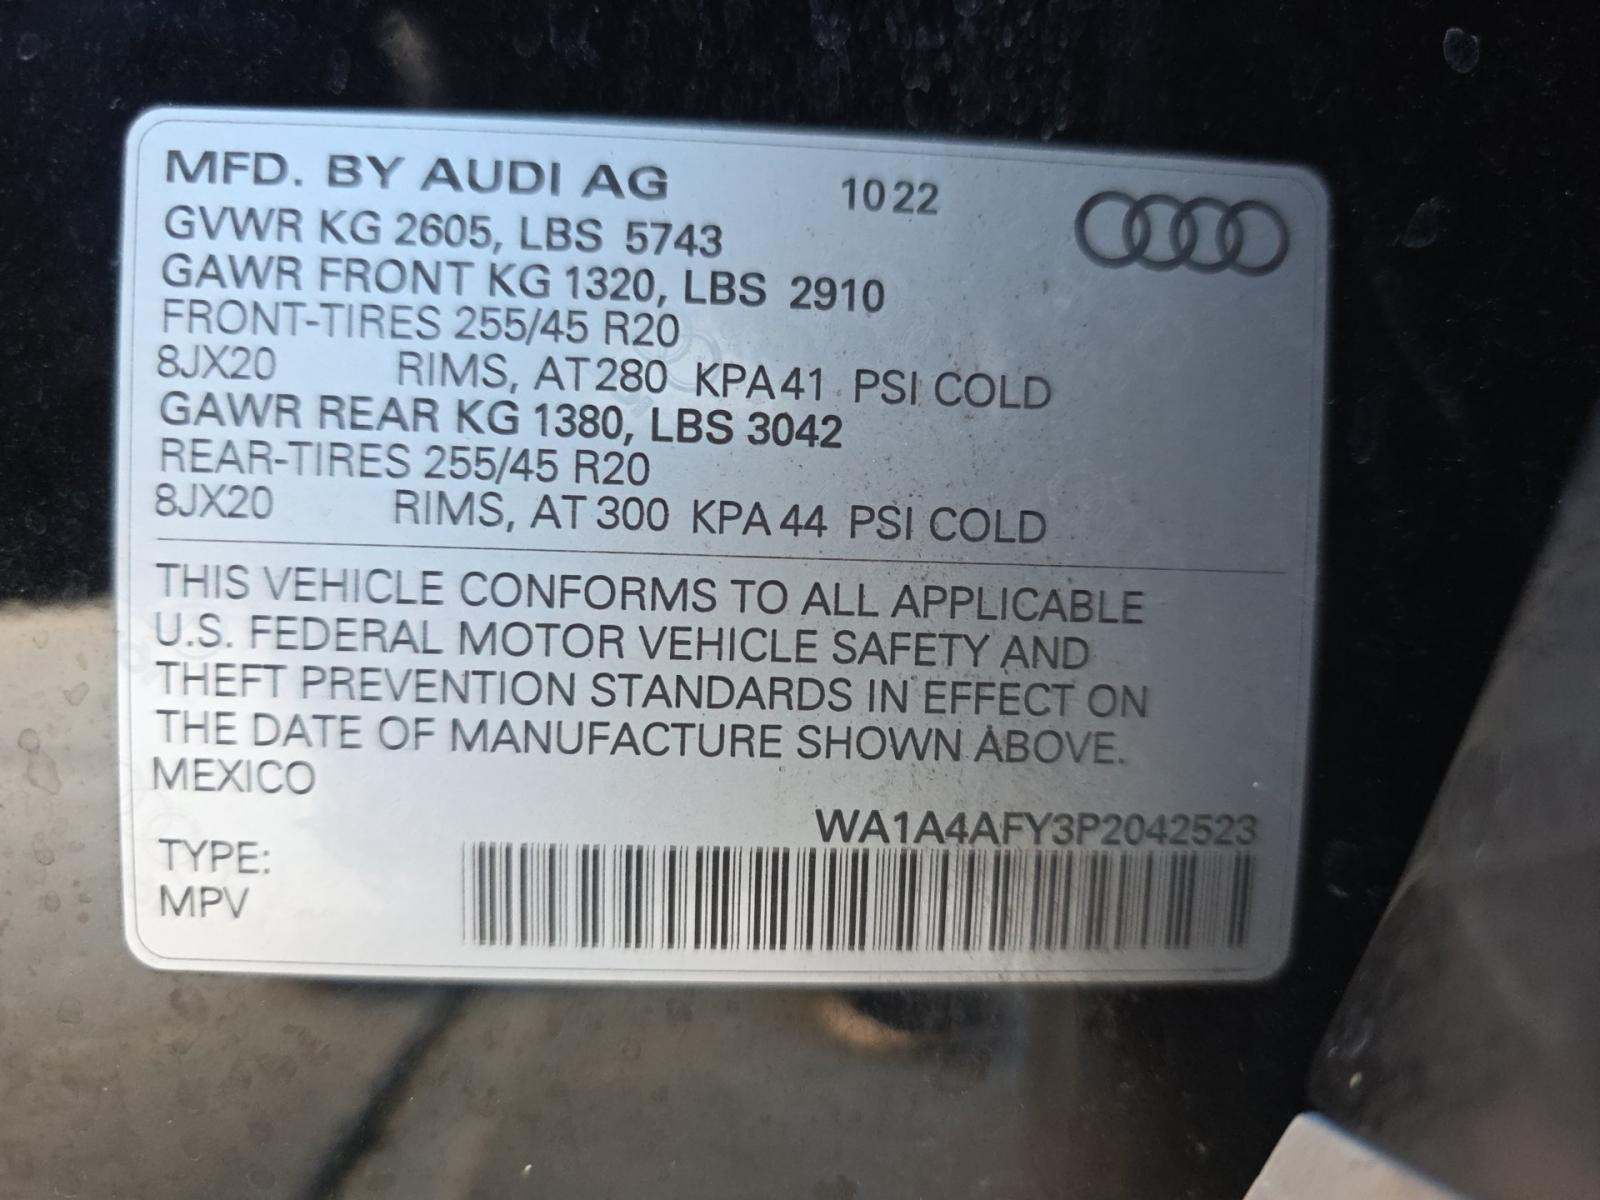 MFD. BY AUDI AG 1022
GVWR KG 2605, LBS 5743
GAWR FRONT KG 1320, LBS 2910
FRONT-TIRES 255/45 R20
8JX20 RIMS, AT 280 KPA 41 PSI COLD
GAWR REAR KG 1380, LBS 3042
REAR-TIRES 255/45 R20
8JX20 RIMS, AT 300 KPA 44 PSI COLD
THIS VEHICLE CONFORMS TO ALL APPLICABLE
U.S. FEDERAL MOTOR VEHICLE SAFETY AND
THEFT PREVENTION STANDARDS IN EFFECT ON
THE DATE OF MANUFACTURE SHOWN ABOVE.
MEXICO
WA1A4AFY3P2042523
TYPE:
MPV